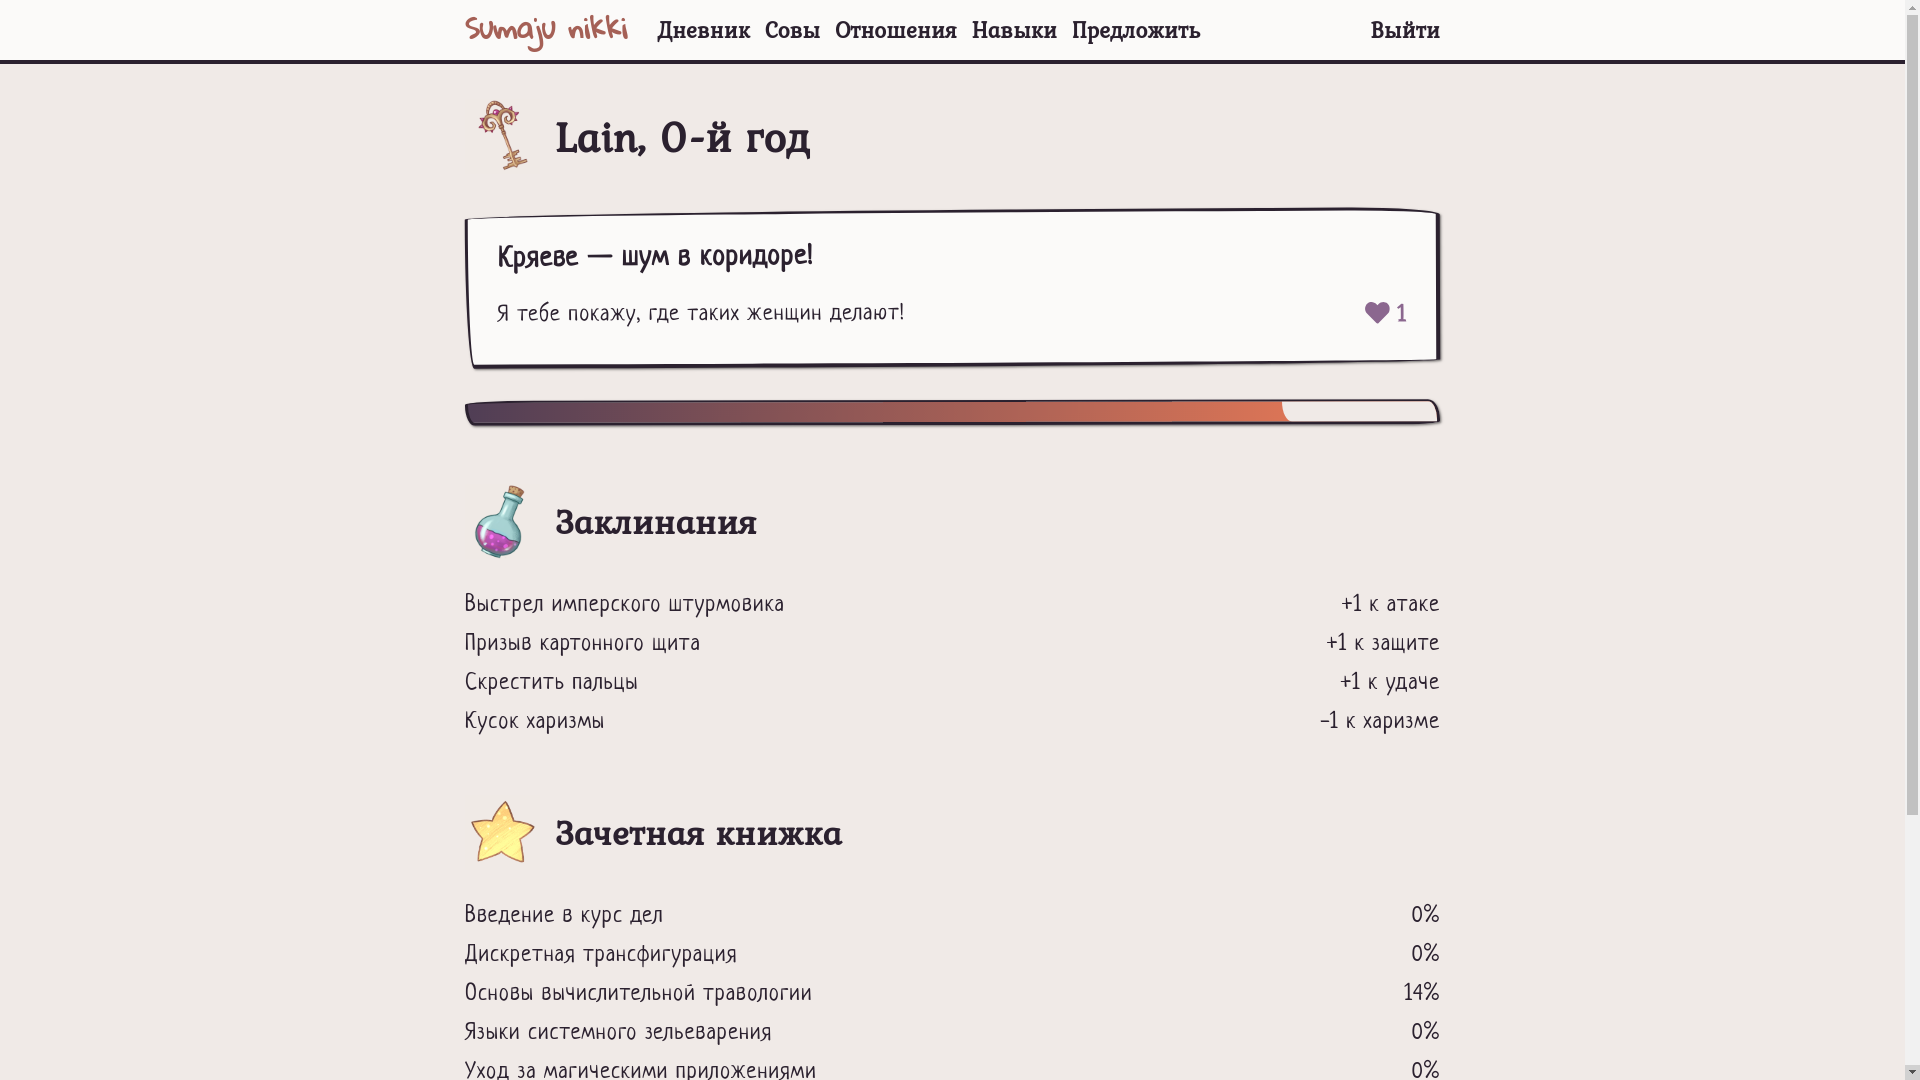 Sumaju nikki Дневник Совы Отношения Навыки Предложить Выйти
Lain, 0-й год
Кряеве — шум в коридоре!
Я тебе покажу, где таких женщин делают! 1
Заклинания
Выстрел имперского штурмовика +1 к атаке
Призыв картонного щита +1 к защите
Скрестить пальцы +1 к удаче
Кусок харизмы -1 к харизме
Зачетная книжка
Введение в курс дел 0%
Дискретная трансфигурация 0%
Основы вычислительной травологии 14%
Языки системного зельеварения 0%
Уход за магическими приложениями 0%